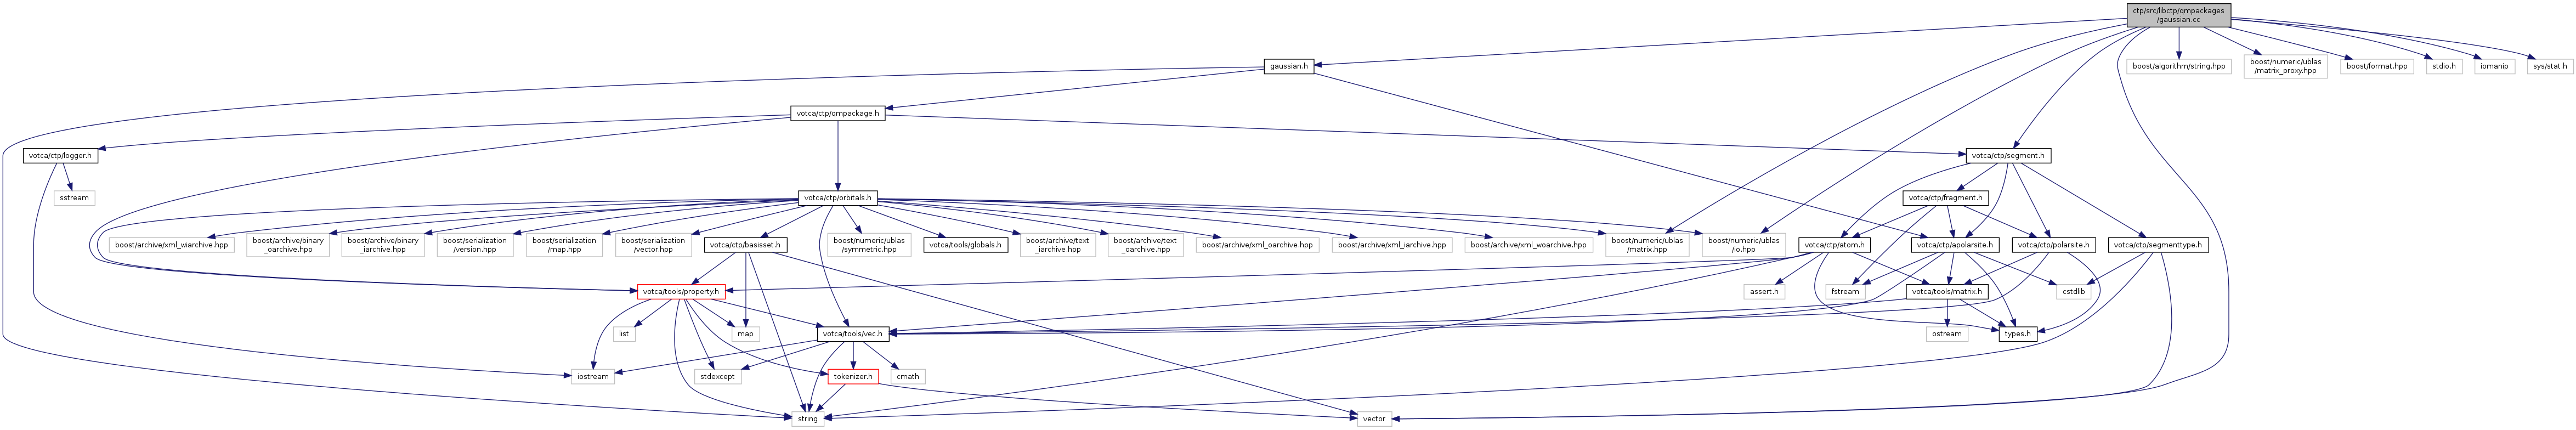 ctp/src/libctp/qmpackages
/gaussian.cc
gaussian.h
boost/algorithm/string.hpp
boost/numeric/ublas
/matrix_proxy.hpp
boost/format.hpp
stdio.h
iomanip
sys/stat.h
votca/ctp/qmpackage.h
votca/ctp/logger.h
votca/ctp/segment.h
sstream
votca/ctp/orbitals.h
votca/ctp/fragment.h
boost/archive/xml_wiarchive.hpp
boost/archive/binary
_oarchive.hpp
boost/archive/binary
_iarchive.hpp
boost/serialization
/version.hpp
boost/serialization
/map.hpp
boost/serialization
/vector.hpp
votca/ctp/basisset.h
boost/numeric/ublas
/symmetric.hpp
votca/tools/globals.h
boost/archive/text
_iarchive.hpp
boost/archive/text
_oarchive.hpp
boost/archive/xml_oarchive.hpp
boost/archive/xml_iarchive.hpp
boost/archive/xml_woarchive.hpp
boost/numeric/ublas
/matrix.hpp
boost/numeric/ublas
/io.hpp
votca/ctp/atom.h
votca/ctp/apolarsite.h
votca/ctp/polarsite.h
votca/ctp/segmenttype.h
votca/tools/property.h
assert.h
fstream
votca/tools/matrix.h
cstdlib
list
map
votca/tools/vec.h
ostream
types.h
iostream
stdexcept
tokenizer.h
cmath
string
vector